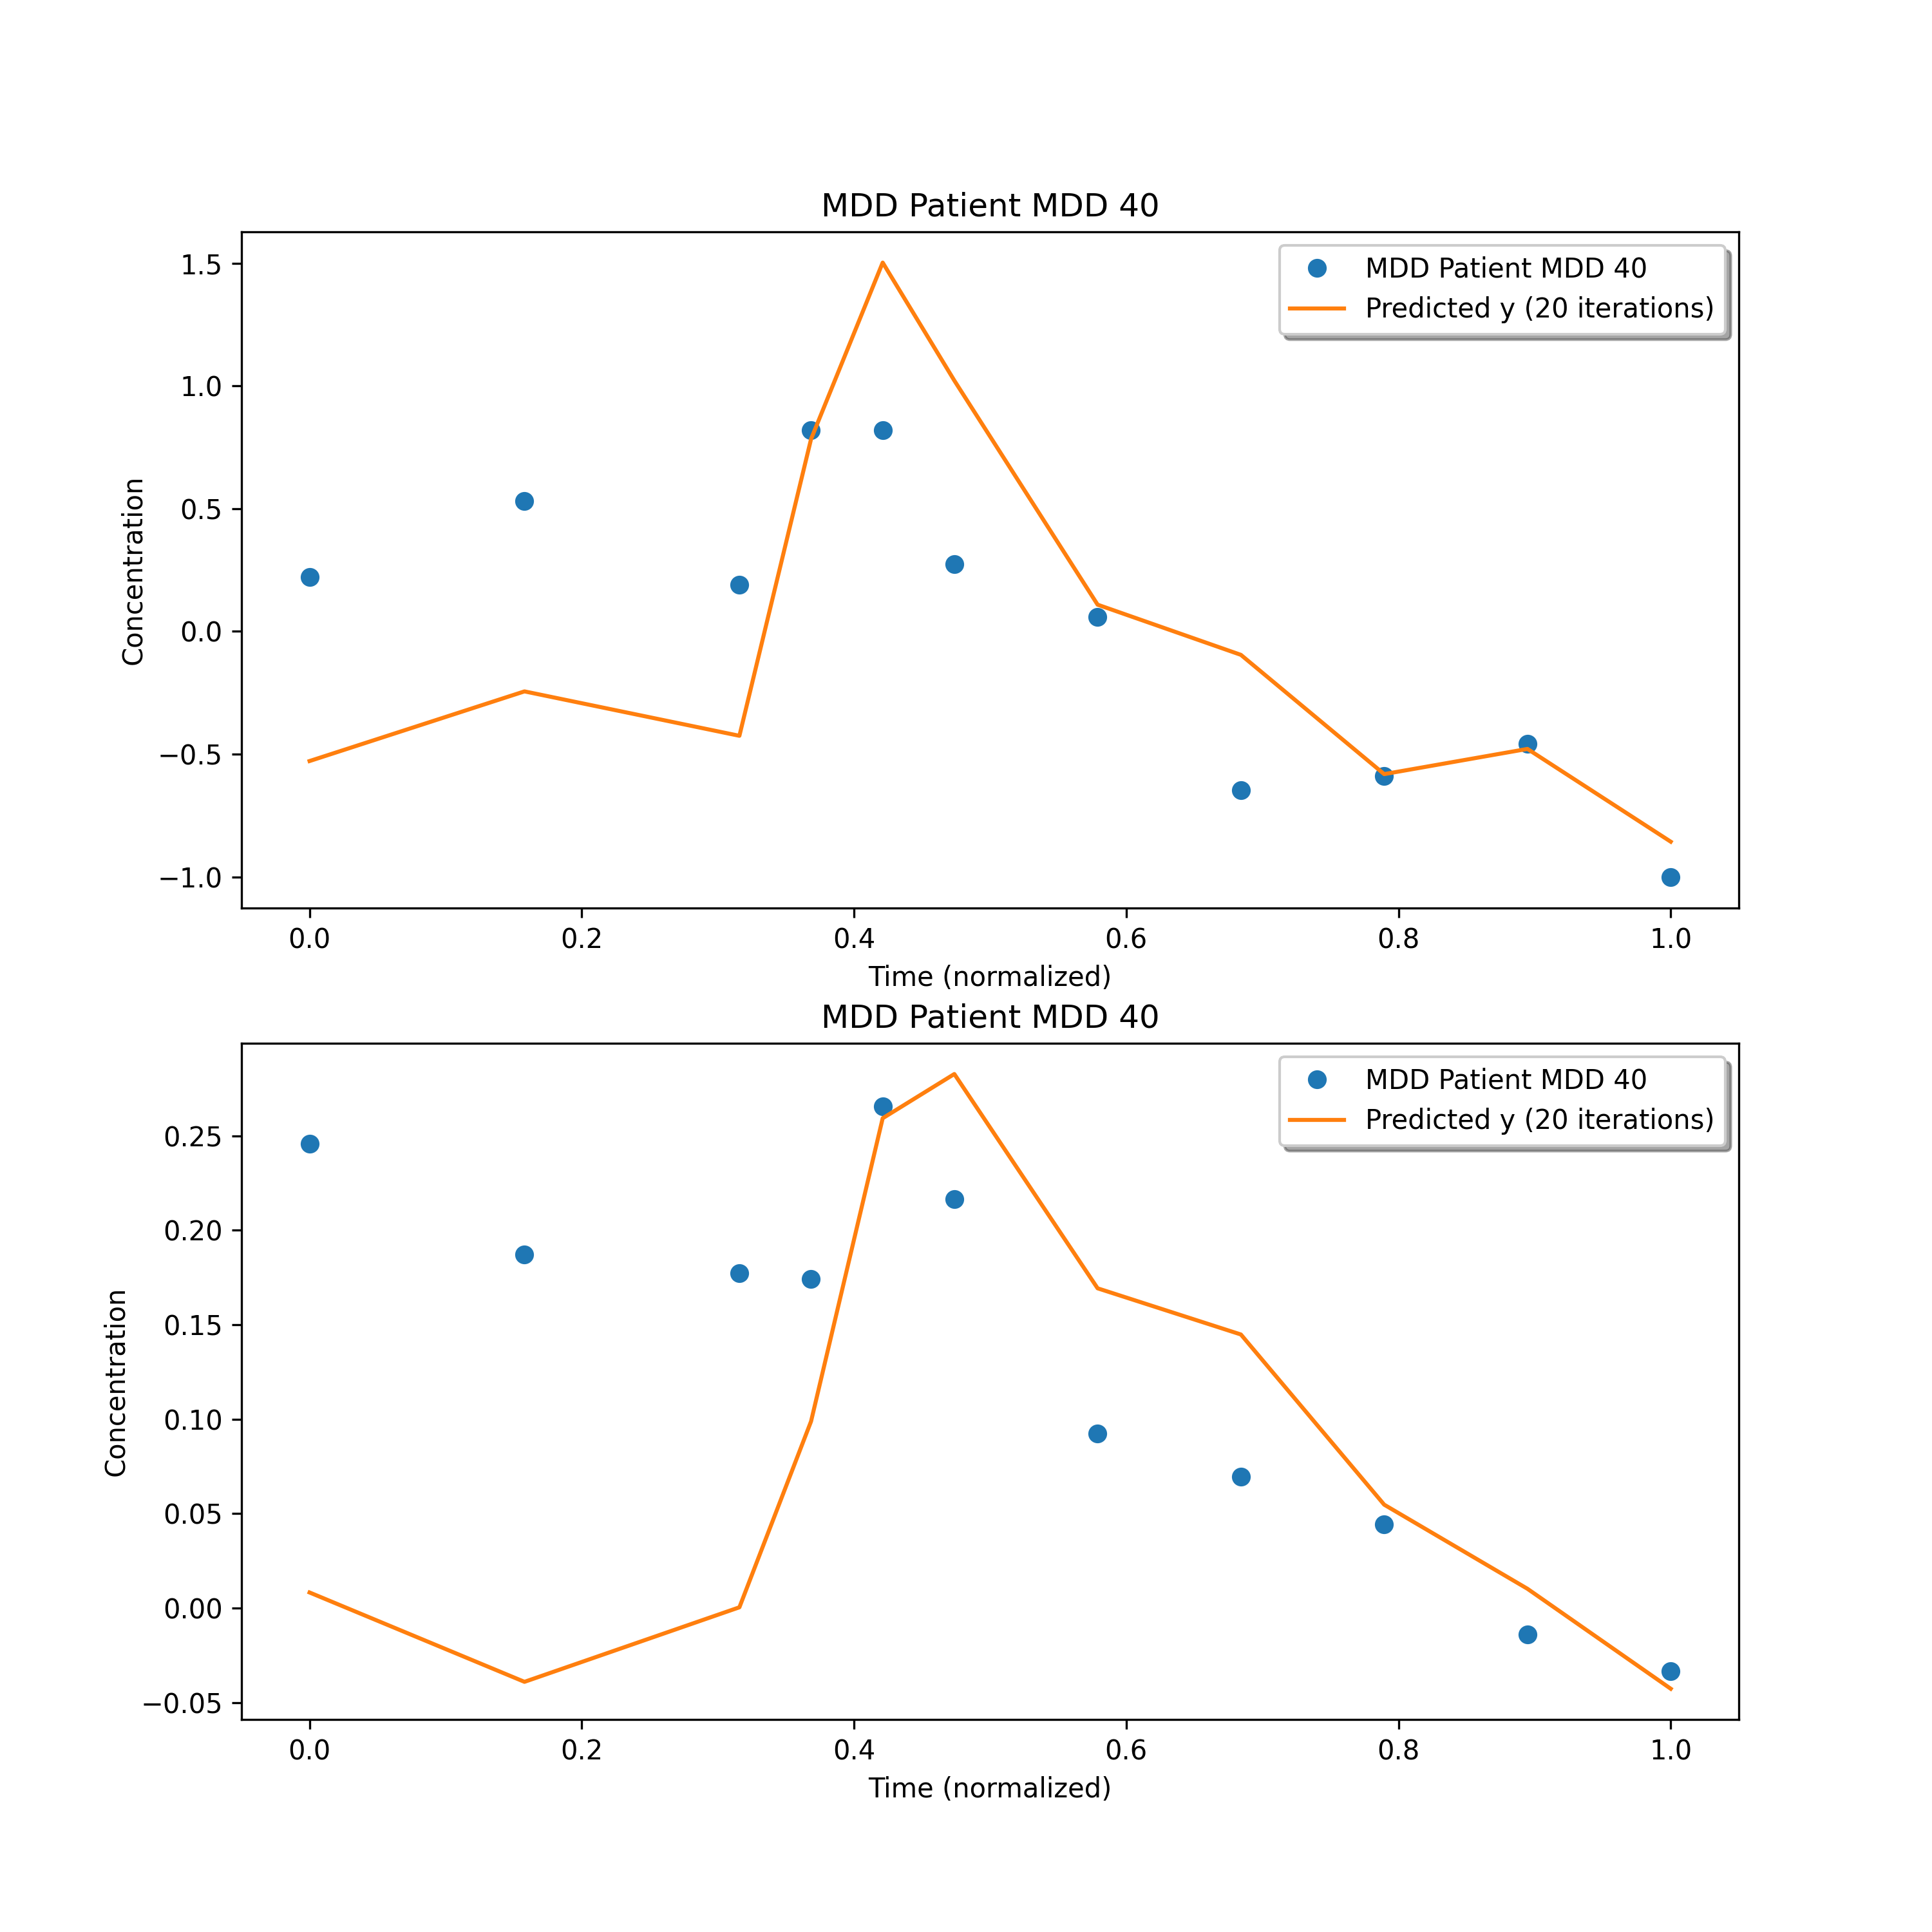 MDD Patient MDD 40
MDD Patient MDD 40
Predicted y (20 iterations)
1.5
1.0
0.5
0.0
−0.5
−1.0
Concentration
0.0 0.2 0.4 0.6 0.8 1.0
Time (normalized)
MDD Patient MDD 40
MDD Patient MDD 40
Predicted y (20 iterations)
0.25
0.20
0.15
0.10
0.05
0.00
−0.05
Concentration
0.0 0.2 0.4 0.6 0.8 1.0
Time (normalized)